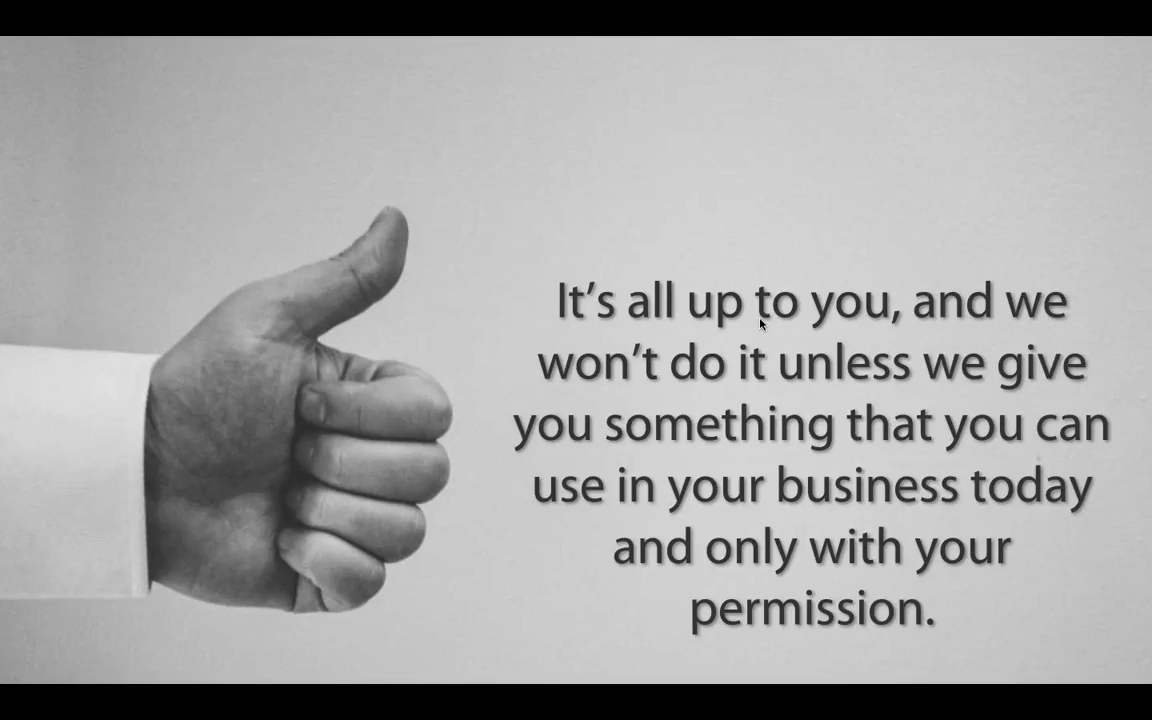 It’s all up to you, and we
won’t do it unless we give
you something that you can
use in your business today
and only with your
permission.